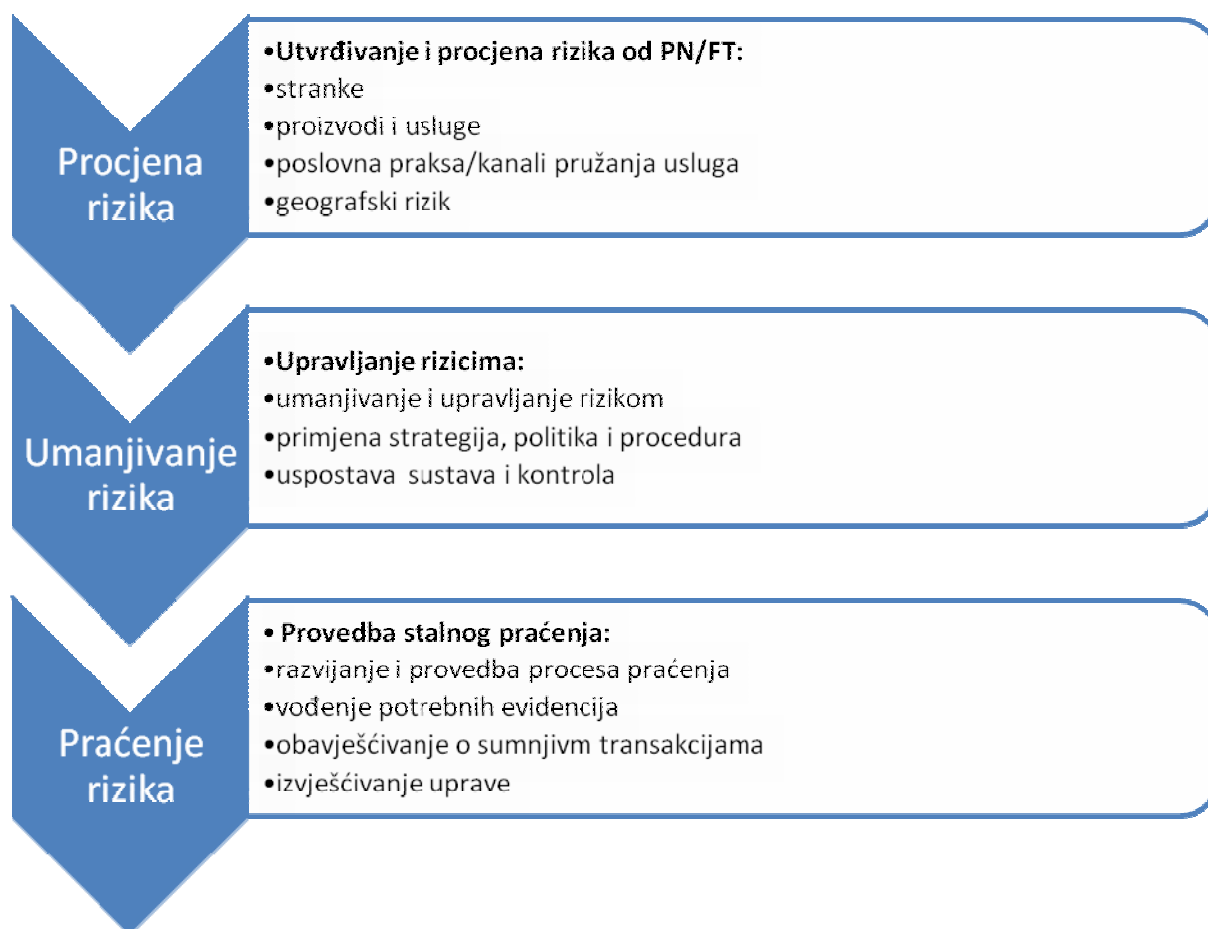 Procjena
rizika
•Utvrđivanje i procjena rizika od PN/FT:
•stranke
•proizvodi i usluge
•poslovna praksa/kanali pružanja usluga
•geografski rizik
Umanjivanje
rizika
•Upravljanje rizicima:
•umanjivanje i upravljanje rizikom
•primjena strategija, politika i procedura
•uspostava sustava i kontrola
Praćenje
rizika
• Provedba stalnog praćenja:
•razvijanje i provedba procesa praćenja
•vođenje potrebnih evidencija
•obavješćivanje o sumnjivm transakcijama
•izvješćivanje uprave